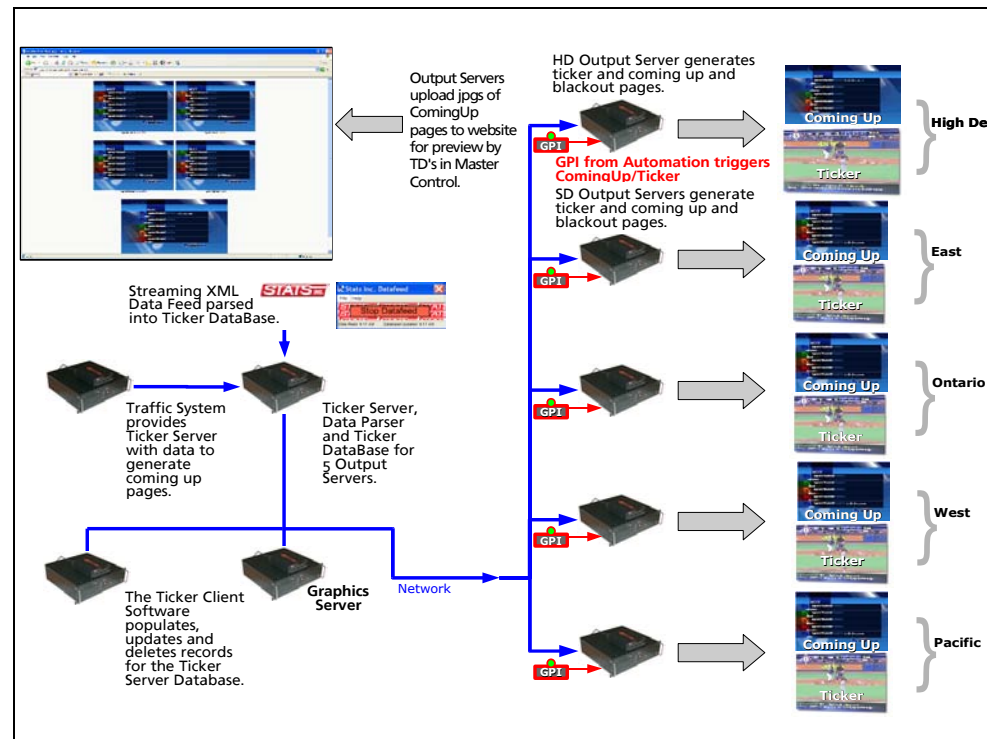 Output Servers
upload jpgs of
ComingUp
pages to website
for preview by
TD's in Master
Control.
HD Output Server generates
ticker and coming up and
blackout pages.
GPI
GPI from Automation triggers
ComingUp/Ticker
SD Output Servers generate
ticker and coming up and
blackout pages.
Coming Up
Ticker
High De
GPI
Coming Up
Ticker
East
Streaming XML
Data Feed parsed
into Ticker DataBase.
STATS
Stats Inc. Datafeed
Stop Datafeed
Traffic System
provides
Ticker Server
with data to
generate
coming up
pages.
Ticker Server,
Data Parser
and Ticker
DataBase for
5 Output
Servers.
GPI
Coming Up
Ticker
Ontario
GPI
Coming Up
Ticker
West
The Ticker Client
Software
populates,
updates and
deletes records
for the Ticker
Server Database.
Graphics
Server
Network
GPI
Coming Up
Ticker
Pacific